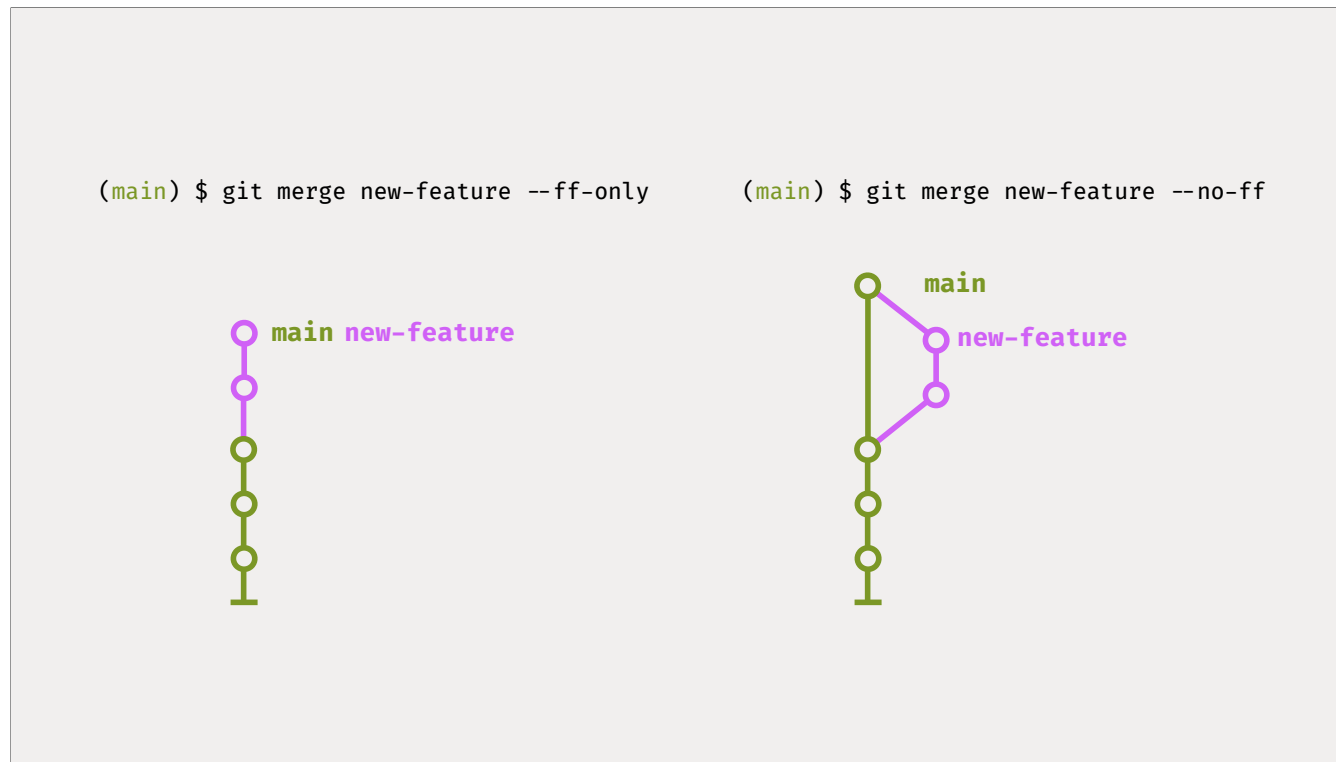 (main) $ git merge new-feature --ff-only
main new-feature
(main) $ git merge new-feature --no-ff
main
new-feature